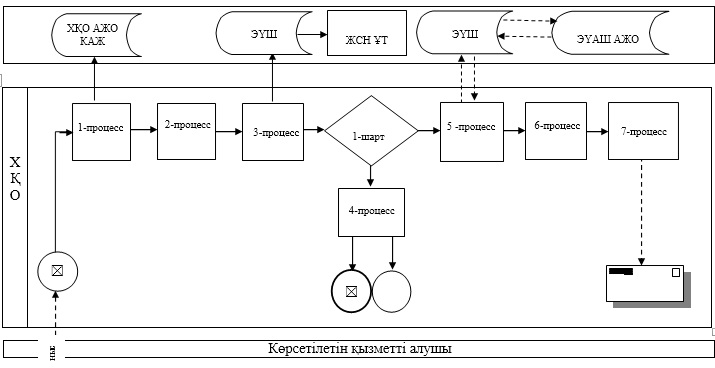 ХҚО АЖО
ҚАЖ
ЭҮШ
ЖСН ҰТ
ЭҮШ
ЭҮАШ АЖО
1-процесс
2-процесс
3-процесс
1-шарт
5 -процесс
6-процесс
7-процесс
Х
Қ
О
4-процесс
Көрсетілетін қызметті алушы